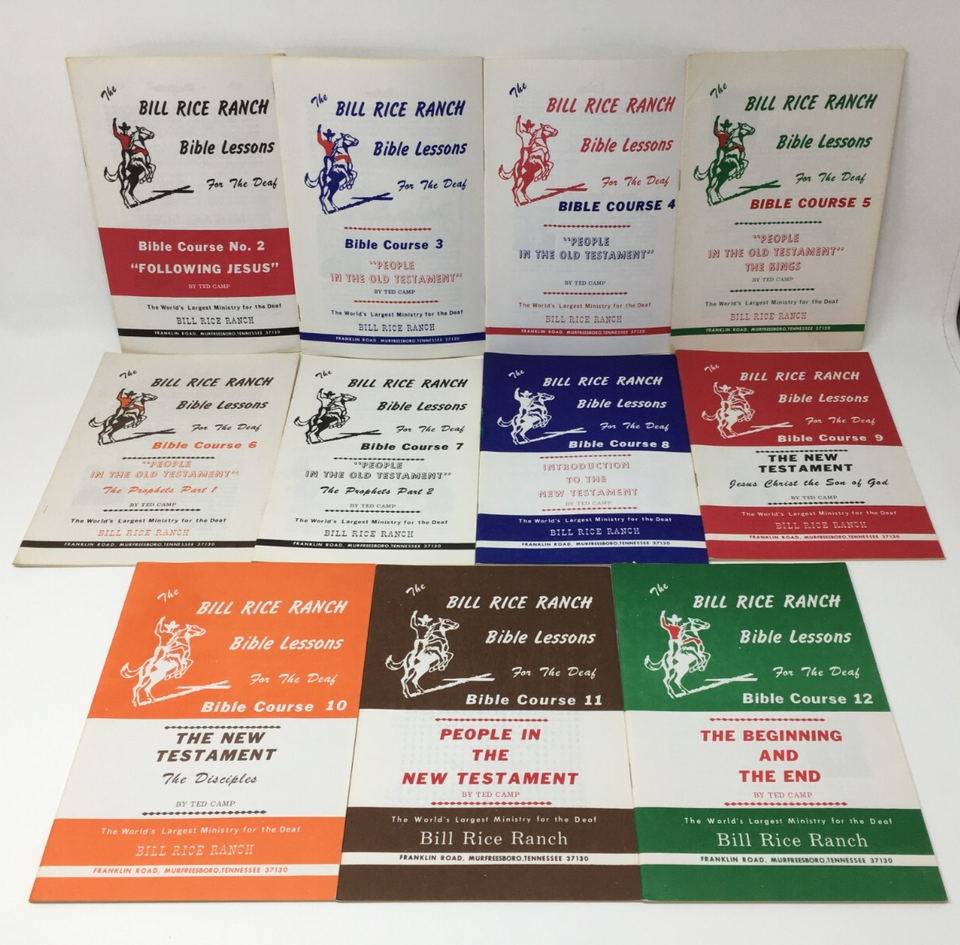 The
BILL RICE RANCH
Bible Lessons
For The Deaf
Bible Course No. 2
"FOLLOWING JESUS"
BY TED CAMP
The World's Largest Ministry for the Deaf
BILL RICE RANCH
FRANKLIN ROAD, MURFREESBORO,TENNESSEE 37130
The
BILL RICE RANCH
Bible Lessons
For The Deaf
Bible Course 3
"PEOPLE
IN THE OLD TESTAMENT"
BY TED CAMP
The World's Largest Ministry for the Deaf
BILL RICE RANCH
FRANKLIN ROAD, MURFREESBORO,TENNESSEE 37130
The
BILL RICE RANCH
Bible Lessons
For The Deaf
BIBLE COURSE 4
"PEOPLE
IN THE OLD TESTAMENT"
BY TED CAMP
The World's Largest Ministry for the Deaf
BILL RICE RANCH
FRANKLIN ROAD, MURFREESBORO,TENNESSEE 37130
The
BILL RICE RANCH
Bible Lessons
For The Deaf
BIBLE COURSE 5
"PEOPLE
IN THE OLD TESTAMENT"
THE KINGS
BY TED CAMP
The World's Largest Ministry for the Deaf
BILL RICE RANCH
FRANKLIN ROAD, MURFREESBORO,TENNESSEE 37130
The
BILL RICE RANCH
Bible Lessons
For The Deaf
Bible Course 6
"PEOPLE
IN THE OLD TESTAMENT"
The Prophets Part 1
BY TED CAMP
The World's Largest Ministry for the Deaf
BILL RICE RANCH
FRANKLIN ROAD, MURFREESBORO,TENNESSEE 37130
The
BILL RICE RANCH
Bible Lessons
For The Deaf
Bible Course 7
"PEOPLE
IN THE OLD TESTAMENT"
The Prophets Part 2
BY TED CAMP
The World's Largest Ministry for the Deaf
BILL RICE RANCH
FRANKLIN ROAD, MURFREESBORO,TENNESSEE 37130
The
BILL RICE RANCH
Bible Lessons
For The Deaf
Bible Course 8
INTRODUCTION
TO THE
NEW TESTAMENT
BY TED CAMP
The World's Largest Ministry for the Deaf
BILL RICE RANCH
FRANKLIN ROAD, MURFREESBORO,TENNESSEE 37130
The
BILL RICE RANCH
Bible Lessons
For The Deaf
Bible Course 9
THE NEW
TESTAMENT
Jesus Christ the Son of God
BY TED CAMP
The World's Largest Ministry for the Deaf
BILL RICE RANCH
FRANKLIN ROAD, MURFREESBORO,TENNESSEE 37130
The
BILL RICE RANCH
Bible Lessons
For The Deaf
Bible Course 10
THE NEW
TESTAMENT
The Disciples
BY TED CAMP
The World's Largest Ministry for the Deaf
BILL RICE RANCH
FRANKLIN ROAD, MURFREESBORO,TENNESSEE 37130
The
BILL RICE RANCH
Bible Lessons
For The Deaf
Bible Course 11
PEOPLE IN
THE
NEW TESTAMENT
BY TED CAMP
The World's Largest Ministry for the Deaf
Bill Rice Ranch
FRANKLIN ROAD, MURFREESBORO,TENNESSEE 37130
The
BILL RICE RANCH
Bible Lessons
For The Deaf
Bible Course 12
THE BEGINNING
AND
THE END
BY TED CAMP
The World's Largest Ministry for the Deaf
Bill Rice Ranch
FRANKLIN ROAD, MURFREESBORO,TENNESSEE 37130